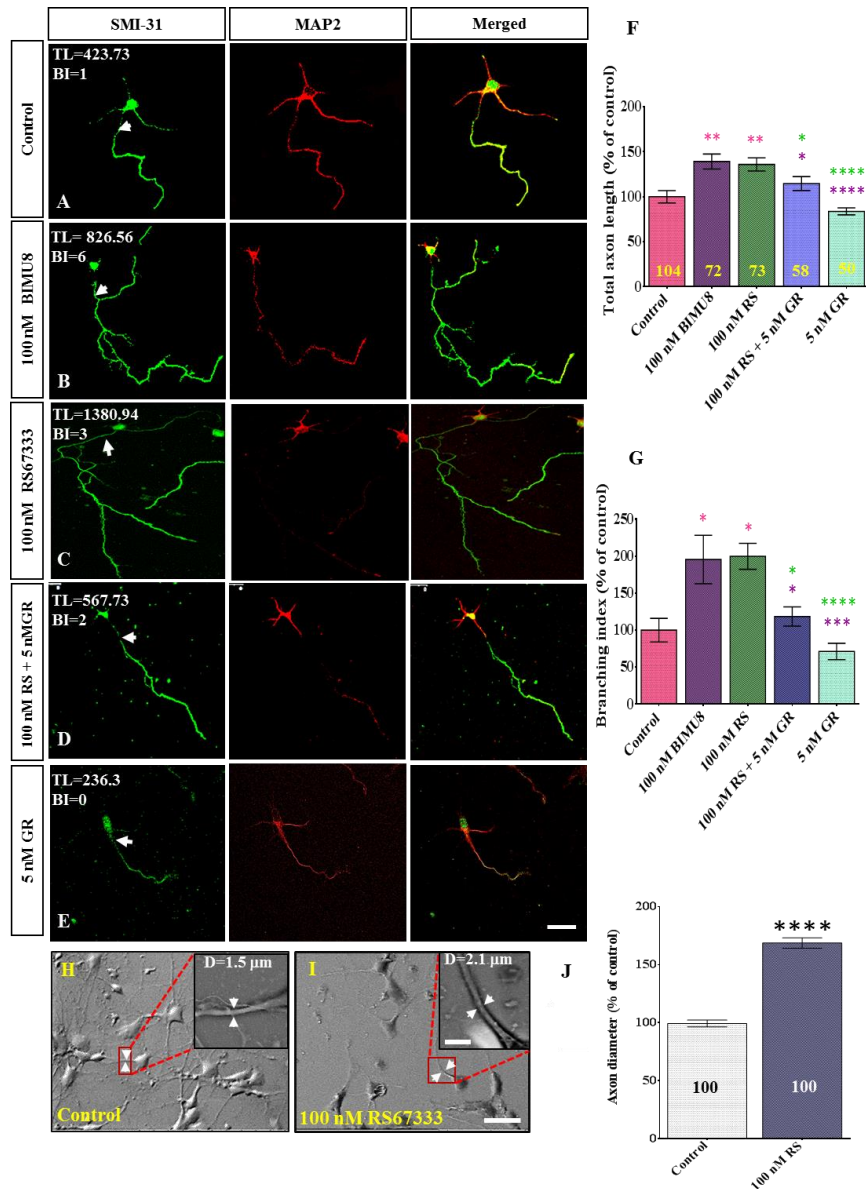 SMI-31
MAP2
Merged
Control
TL=423.73
BI=1
A
100 nM BIMU8
TL= 826.56
BI=6
B
100 nM RS67333
TL=1380.94
BI=3
C
100 nM RS + 5 nMGR
TL=567.73
BI=2
D
5 nM GR
TL=236.3
BI=0
E
F
Total axon length (% of control)
200
150
100
50
0
**
**
*
*
****
****
104
72
73
58
50
Control
100 nM BIMU8
100 nM RS
100 nM RS + 5 nM GR
5 nM GR
G
Branching index (% of control)
250
200
150
100
50
0
*
*
*
*
****
***
Control
100 nM BIMU8
100 nM RS
100 nM RS + 5 nM GR
5 nM GR
H
D=1.5 µm
Control
I
D=2.1 µm
100 nM RS67333
J
Axon diameter (% of control)
200
150
100
50
0
****
100
100
Control
100 nM RS